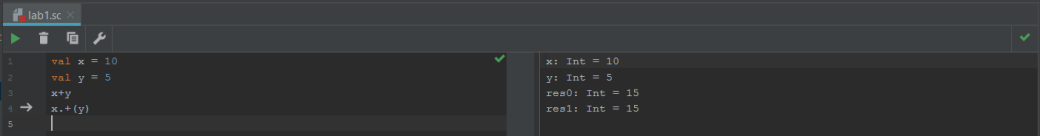 lab1.sc
1 val x = 10
2 val y = 5
3 x+y
4 x.+(y)
5
x: Int = 10
y: Int = 5
res0: Int = 15
res1: Int = 15